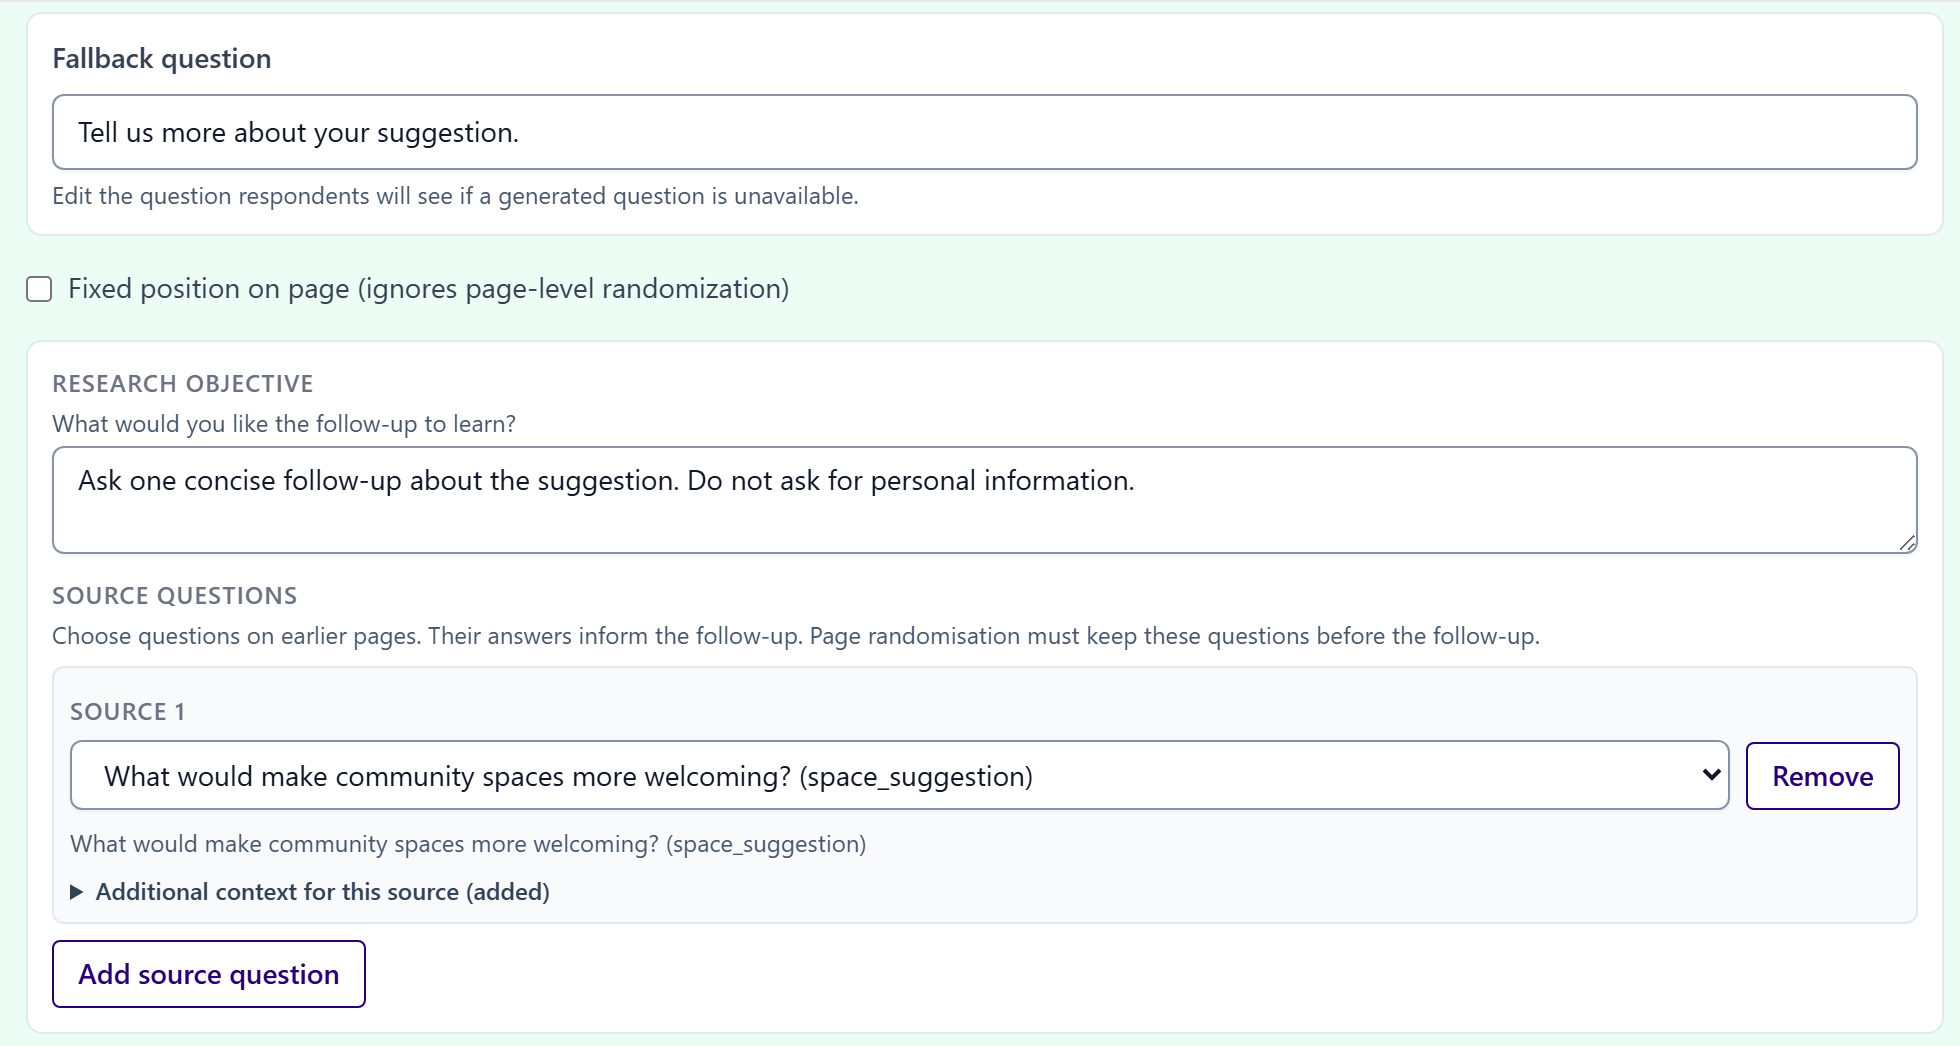 Fallback question
Tell us more about your suggestion.
Edit the question respondents will see if a generated question is unavailable.
Fixed position on page (ignores page-level randomization)
RESEARCH OBJECTIVE
What would you like the follow-up to learn?
Ask one concise follow-up about the suggestion. Do not ask for personal information.
SOURCE QUESTIONS
Choose questions on earlier pages. Their answers inform the follow-up. Page randomisation must keep these questions before the follow-up.
SOURCE 1
What would make community spaces more welcoming? (space_suggestion)
Remove
What would make community spaces more welcoming? (space_suggestion)
Additional context for this source (added)
Add source question